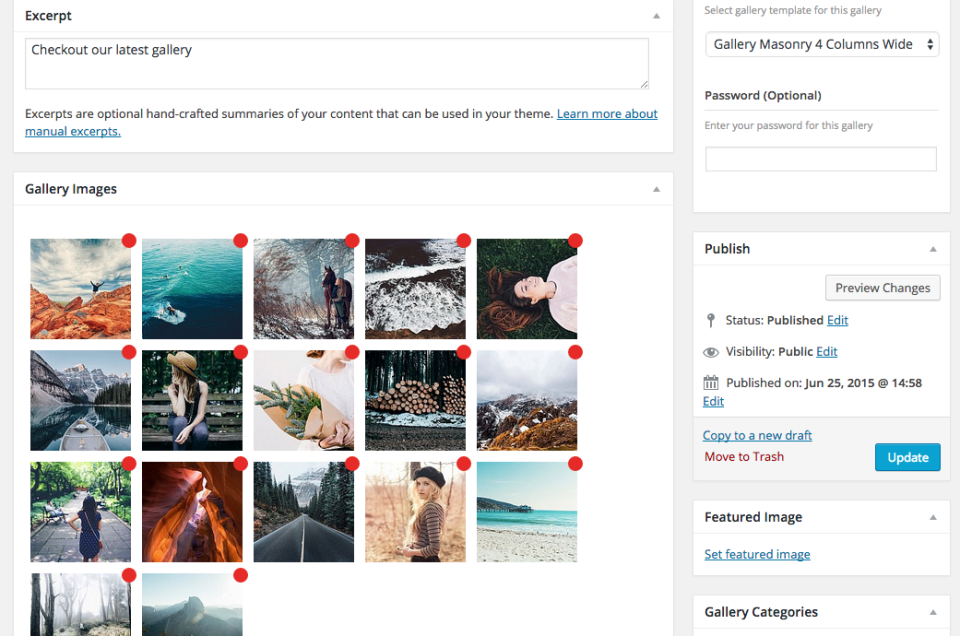 Excerpt
Checkout our latest gallery
Excerpts are optional hand-crafted summaries of your content that can be used in your theme. Learn more about
manual excerpts.
Gallery Images
Select gallery template for this gallery
Gallery Masonry 4 Columns Wide
Password (Optional)
Enter your password for this gallery
Publish
Preview Changes
Status: Published Edit
Visibility: Public Edit
Published on: Jun 25, 2015 @ 14:58
Edit
Copy to a new draft
Move to Trash
Update
Featured Image
Set featured image
Gallery Categories